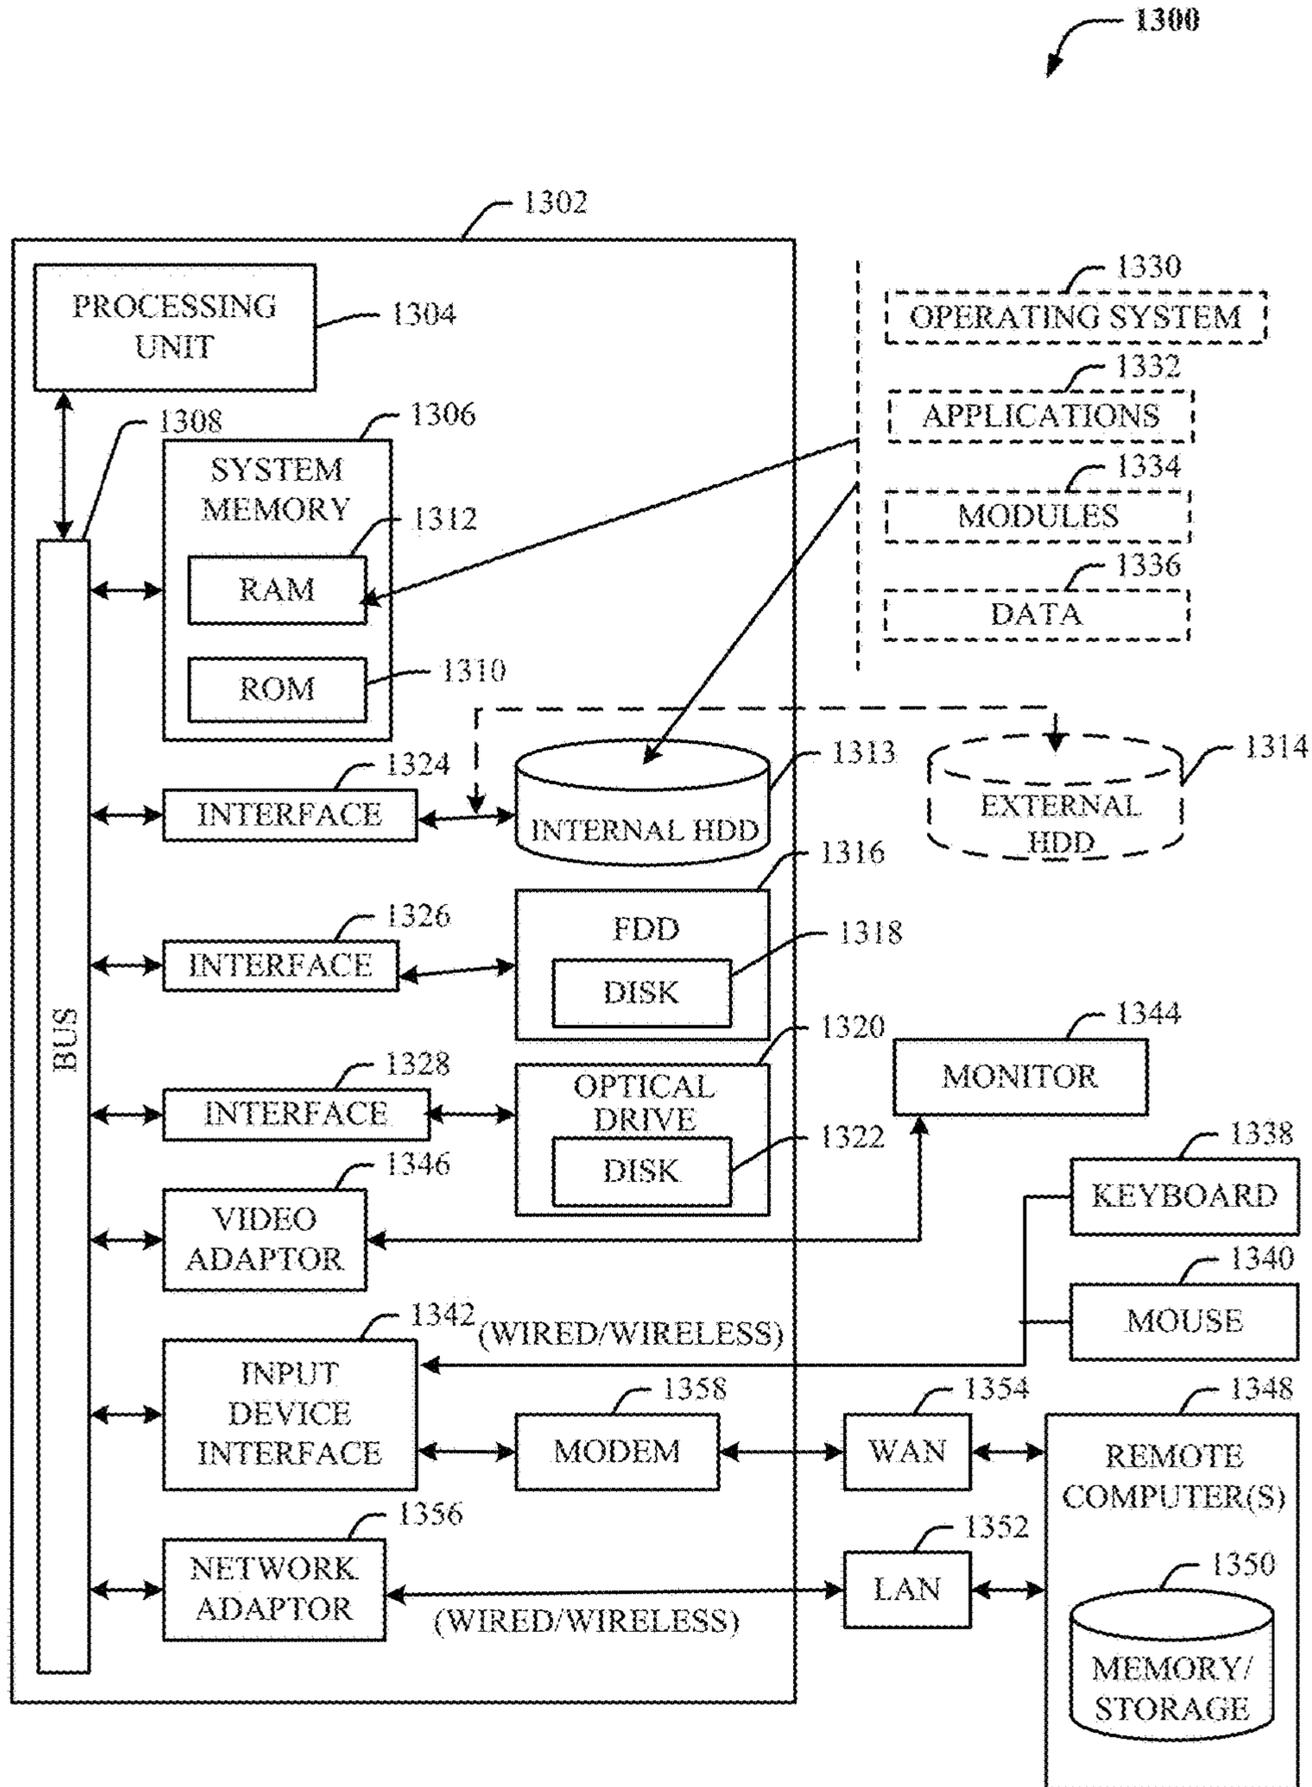 1300
1302
PROCESSING
UNIT
1304
1330
OPERATING SYSTEM
1332
APPLICATIONS
1334
MODULES
1336
DATA
1308
1306
SYSTEM
MEMORY
1312
RAM
1310
ROM
1324
INTERFACE
1313
INTERNAL HDD
1314
EXTERNAL
HDD
1316
FDD
1326
INTERFACE
1318
DISK
BUS
1320
OPTICAL
DRIVE
1328
INTERFACE
1322
DISK
1344
MONITOR
1346
VIDEO
ADAPTOR
1338
KEYBOARD
1340
MOUSE
1342
(WIRED/WIRELESS)
INPUT
DEVICE
INTERFACE
1358
MODEM
1354
WAN
1348
REMOTE
COMPUTER(S)
1356
NETWORK
ADAPTOR
(WIRED/WIRELESS)
1352
LAN
1350
MEMORY/
STORAGE